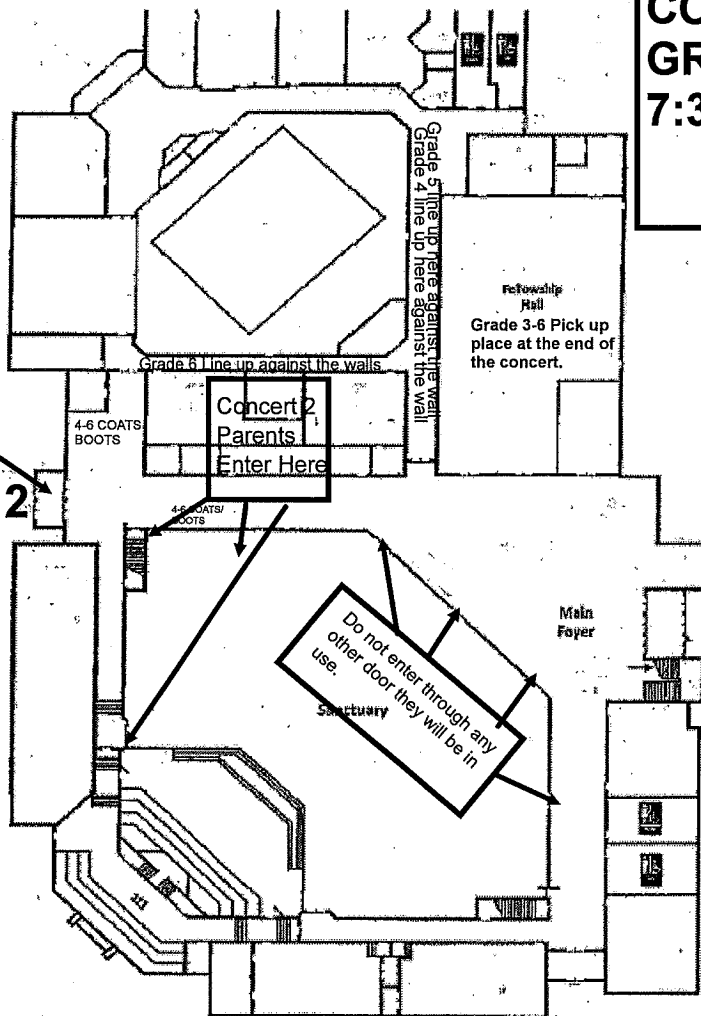 CO
GR
7:3
Grade 5 line up here against the wall
Grade 4 line up here against the wall
Fellowship
Hall
Grade 3-6 Pick up
place at the end of
the concert.
Grade 6 Line up against the walls
Concert 2
Parents
Enter Here
4-6 COATS
BOOTS
2
4-6 COATS/
BOOTS
Do not enter through any
other door they will be in
use.
Main
Foyer
Sanctuary